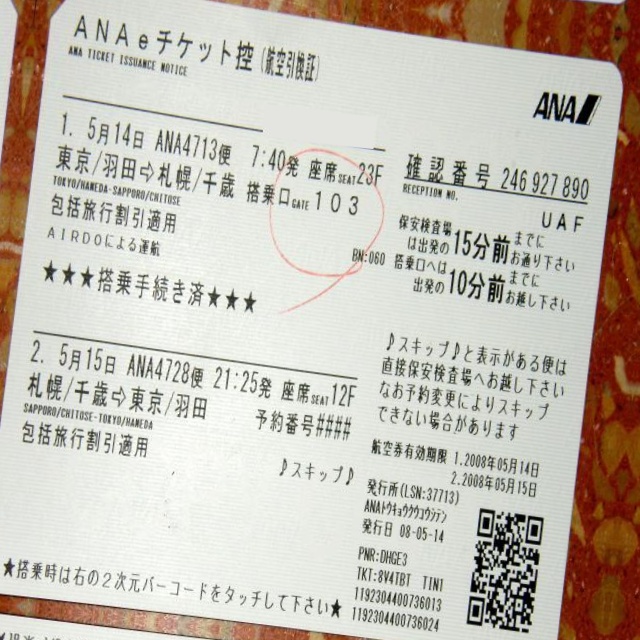 ANAeチケット控(航空引換証)
ANA TICKET ISSUANCE NOTICE
ANA
1. 5月14日 ANA4713便 7:40発 座席SEAT23F
東京/羽田⇨札幌/千歳 搭乗口GATE 103
TOKYO/HANEDA-SAPPORO/CHITOSE
包括旅行割引適用
AIRDOによる運航
BN:060
★★★搭乗手続き済★★★
2. 5月15日 ANA4728便 21:25発 座席SEAT12F
札幌/千歳⇨東京/羽田 予約番号####
SAPPORO/CHITOSE-TOKYO/HANEDA
包括旅行割引適用
♪スキップ♪
★搭乗時は右の2次元バーコードをタッチして下さい★
確認番号 246 927 890
RECEPTION NO.
UAF
保安検査場は出発の15分前までにお通り下さい
搭乗口へは出発の10分前までにお越し下さい
♪スキップ♪と表示がある便は
直接保安検査場へお越し下さい
なお予約変更によりスキップ
できない場合があります
航空券有効期限 1.2008年05月14日
2.2008年05月15日
発行所(LSN:37713)
ANAトウキョウクウコウシテン
発行日 08-05-14
PNR:DHGE3
TKT:8V4TBT TIN1
1192304400736013
1192304400736024